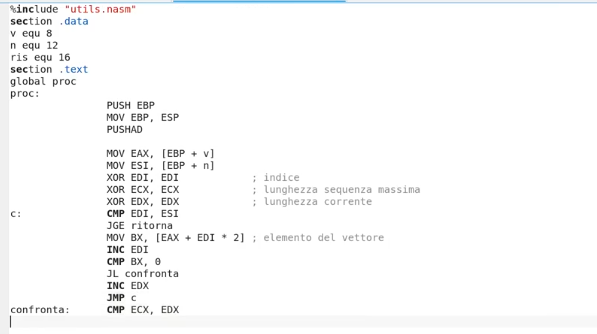 %include "utils.nasm"
section .data
v equ 8
n equ 12
ris equ 16
section .text
global proc
proc:
PUSH EBP
MOV EBP, ESP
PUSHAD
MOV EAX, [EBP + v]
MOV ESI, [EBP + n]
XOR EDI, EDI ; indice
XOR ECX, ECX ; lunghezza sequenza massima
XOR EDX, EDX ; lunghezza corrente
c: CMP EDI, ESI
JGE ritorna
MOV BX, [EAX + EDI * 2] ; elemento del vettore
INC EDI
CMP BX, 0
JL confronta
INC EDX
JMP c
confronta: CMP ECX, EDX